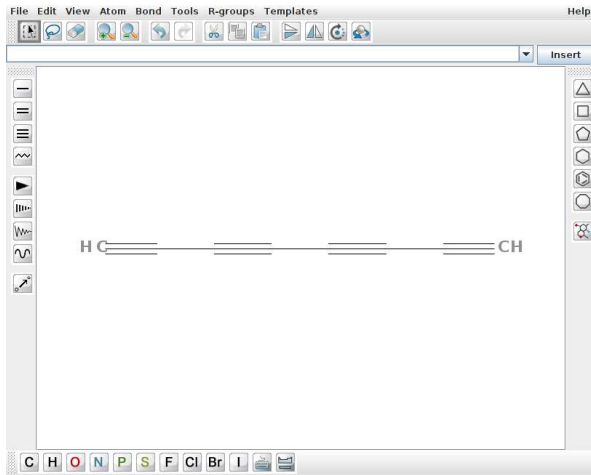 File Edit View Atom Bond Tools R-groups Templates Help
Insert
H C CH
C H O N P S F Cl Br I